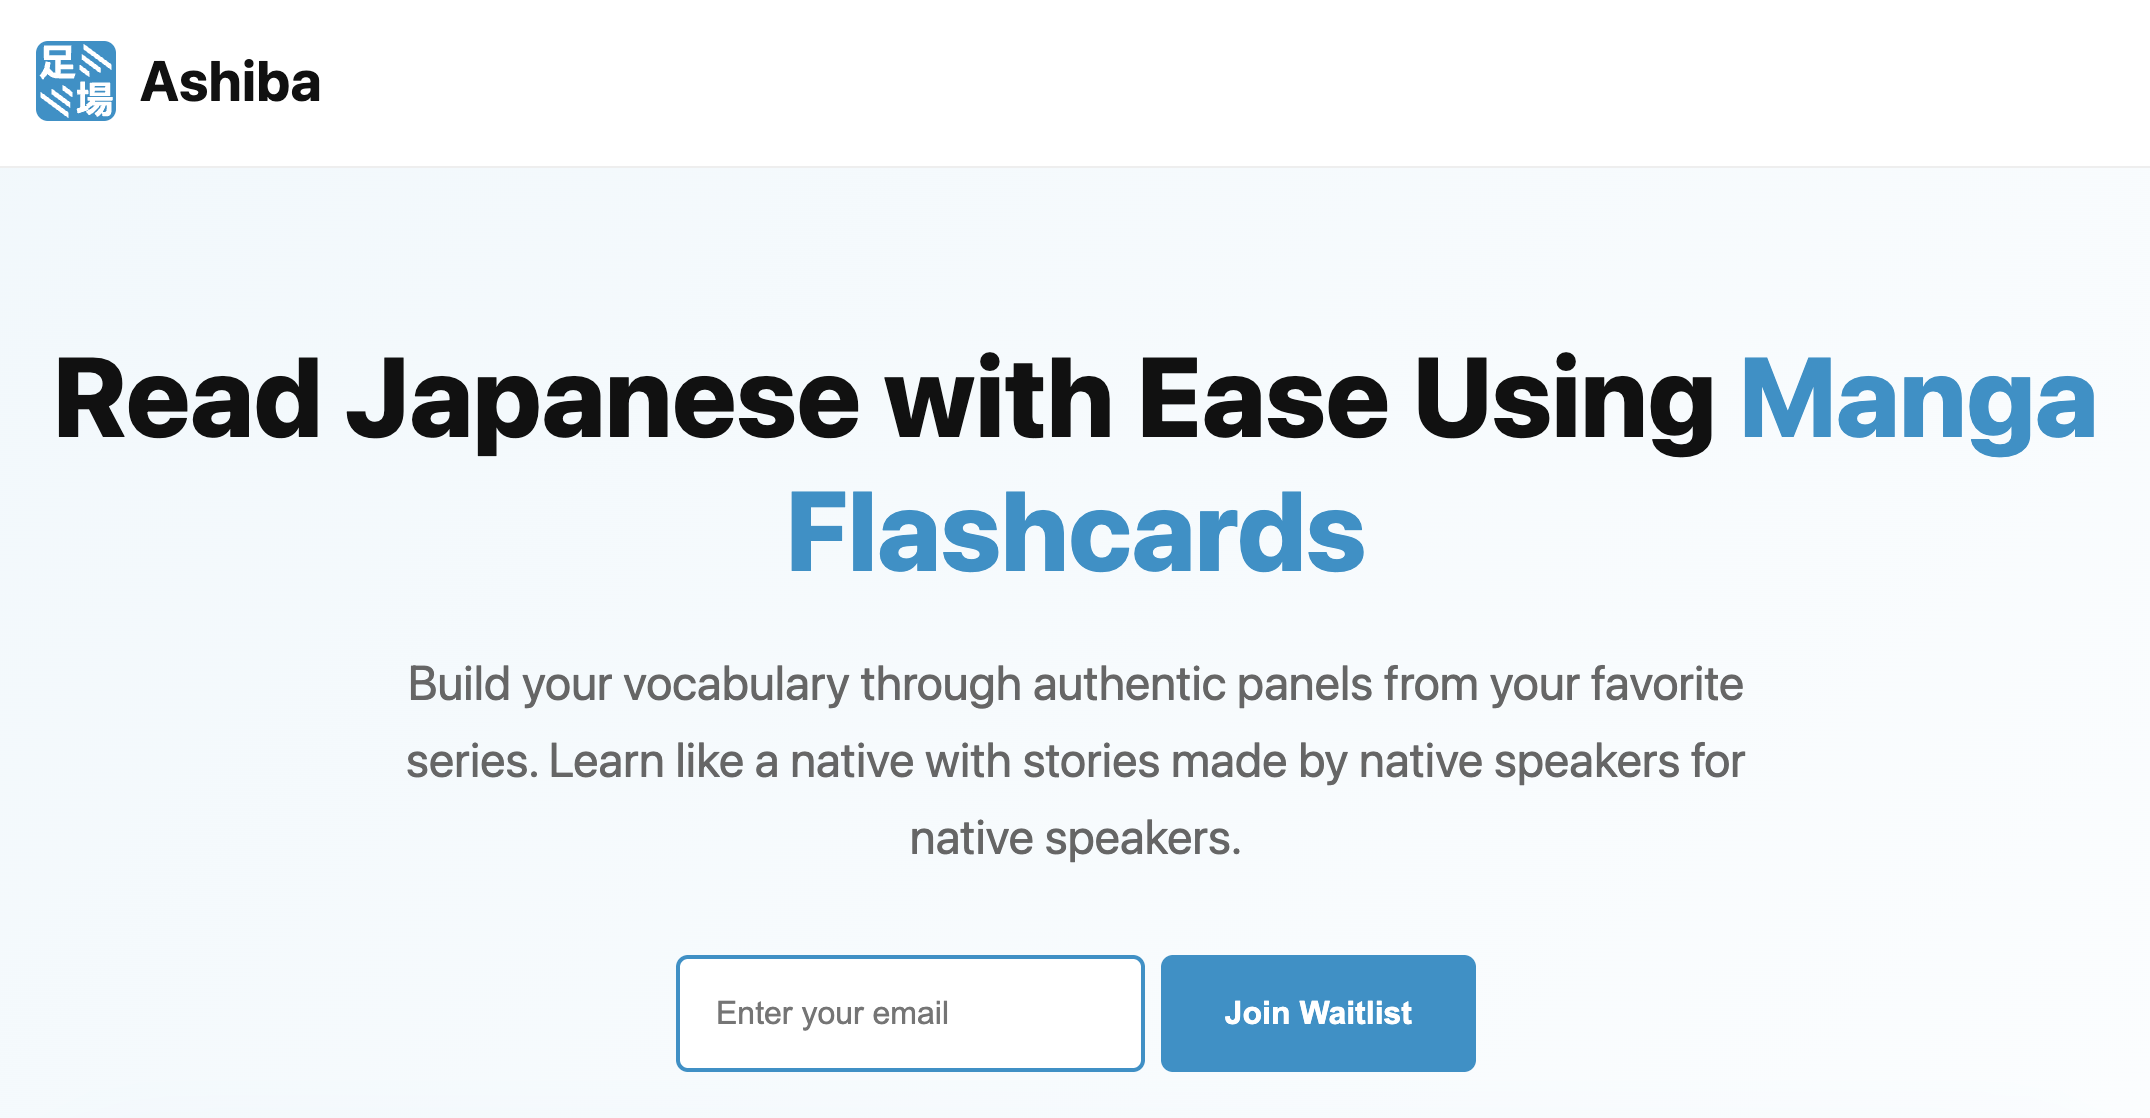 足場
Ashiba
Read Japanese with Ease Using Manga
Flashcards
Build your vocabulary through authentic panels from your favorite
series. Learn like a native with stories made by native speakers for
native speakers.
Enter your email
Join Waitlist